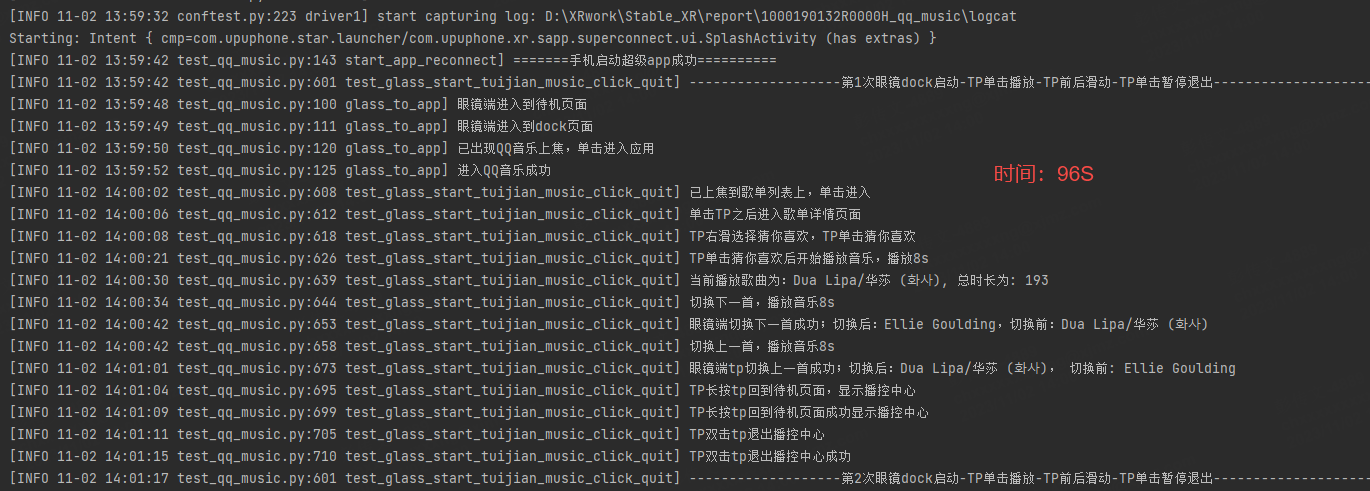 [INFO 11-02 13:59:32 conftest.py:223 driver1] start capturing log: D:\XRwork\Stable_XR\report\1000190132R0000H_qq_music\logcat
Starting: Intent { cmp=com.upuphone.star.launcher/com.upuphone.xr.sapp.superconnect.ui.SplashActivity (has extras) }
[INFO 11-02 13:59:42 test_qq_music.py:143 start_app_reconnect] =======手机启动超级app成功==========
[INFO 11-02 13:59:42 test_qq_music.py:601 test_glass_start_tuijian_music_click_quit] ------------------第1次眼镜dock启动-TP单击播放-TP前后滑动-TP单击暂停退出-------------------
[INFO 11-02 13:59:48 test_qq_music.py:100 glass_to_app] 眼镜端进入到待机页面
[INFO 11-02 13:59:49 test_qq_music.py:111 glass_to_app] 眼镜端进入到dock页面
[INFO 11-02 13:59:50 test_qq_music.py:120 glass_to_app] 已出现QQ音乐上焦，单击进入应用
[INFO 11-02 13:59:52 test_qq_music.py:125 glass_to_app] 进入QQ音乐成功
时间：96S
[INFO 11-02 14:00:02 test_qq_music.py:608 test_glass_start_tuijian_music_click_quit] 已上焦到歌单列表上，单击进入
[INFO 11-02 14:00:06 test_qq_music.py:612 test_glass_start_tuijian_music_click_quit] 单击TP之后进入歌单详情页面
[INFO 11-02 14:00:08 test_qq_music.py:618 test_glass_start_tuijian_music_click_quit] TP右滑选择猜你喜欢，TP单击猜你喜欢
[INFO 11-02 14:00:21 test_qq_music.py:626 test_glass_start_tuijian_music_click_quit] TP单击猜你喜欢后开始播放音乐，播放8s
[INFO 11-02 14:00:30 test_qq_music.py:639 test_glass_start_tuijian_music_click_quit] 当前播放歌曲为：Dua Lipa/华莎 (화사), 总时长为: 193
[INFO 11-02 14:00:34 test_qq_music.py:644 test_glass_start_tuijian_music_click_quit] 切换下一首，播放音乐8s
[INFO 11-02 14:00:42 test_qq_music.py:653 test_glass_start_tuijian_music_click_quit] 眼镜端切换下一首成功；切换后：Ellie Goulding，切换前：Dua Lipa/华莎 (화사)
[INFO 11-02 14:00:42 test_qq_music.py:658 test_glass_start_tuijian_music_click_quit] 切换上一首，播放音乐8s
[INFO 11-02 14:01:01 test_qq_music.py:673 test_glass_start_tuijian_music_click_quit] 眼镜端tp切换上一首成功；切换后：Dua Lipa/华莎 (화사)， 切换前: Ellie Goulding
[INFO 11-02 14:01:04 test_qq_music.py:695 test_glass_start_tuijian_music_click_quit] TP长按tp回到待机页面，显示播控中心
[INFO 11-02 14:01:09 test_qq_music.py:699 test_glass_start_tuijian_music_click_quit] TP长按tp回到待机页面成功显示播控中心
[INFO 11-02 14:01:11 test_qq_music.py:705 test_glass_start_tuijian_music_click_quit] TP双击tp退出播控中心
[INFO 11-02 14:01:15 test_qq_music.py:710 test_glass_start_tuijian_music_click_quit] TP双击tp退出播控中心成功
[INFO 11-02 14:01:17 test_qq_music.py:601 test_glass_start_tuijian_music_click_quit] ------------------第2次眼镜dock启动-TP单击播放-TP前后滑动-TP单击暂停退出-------------------